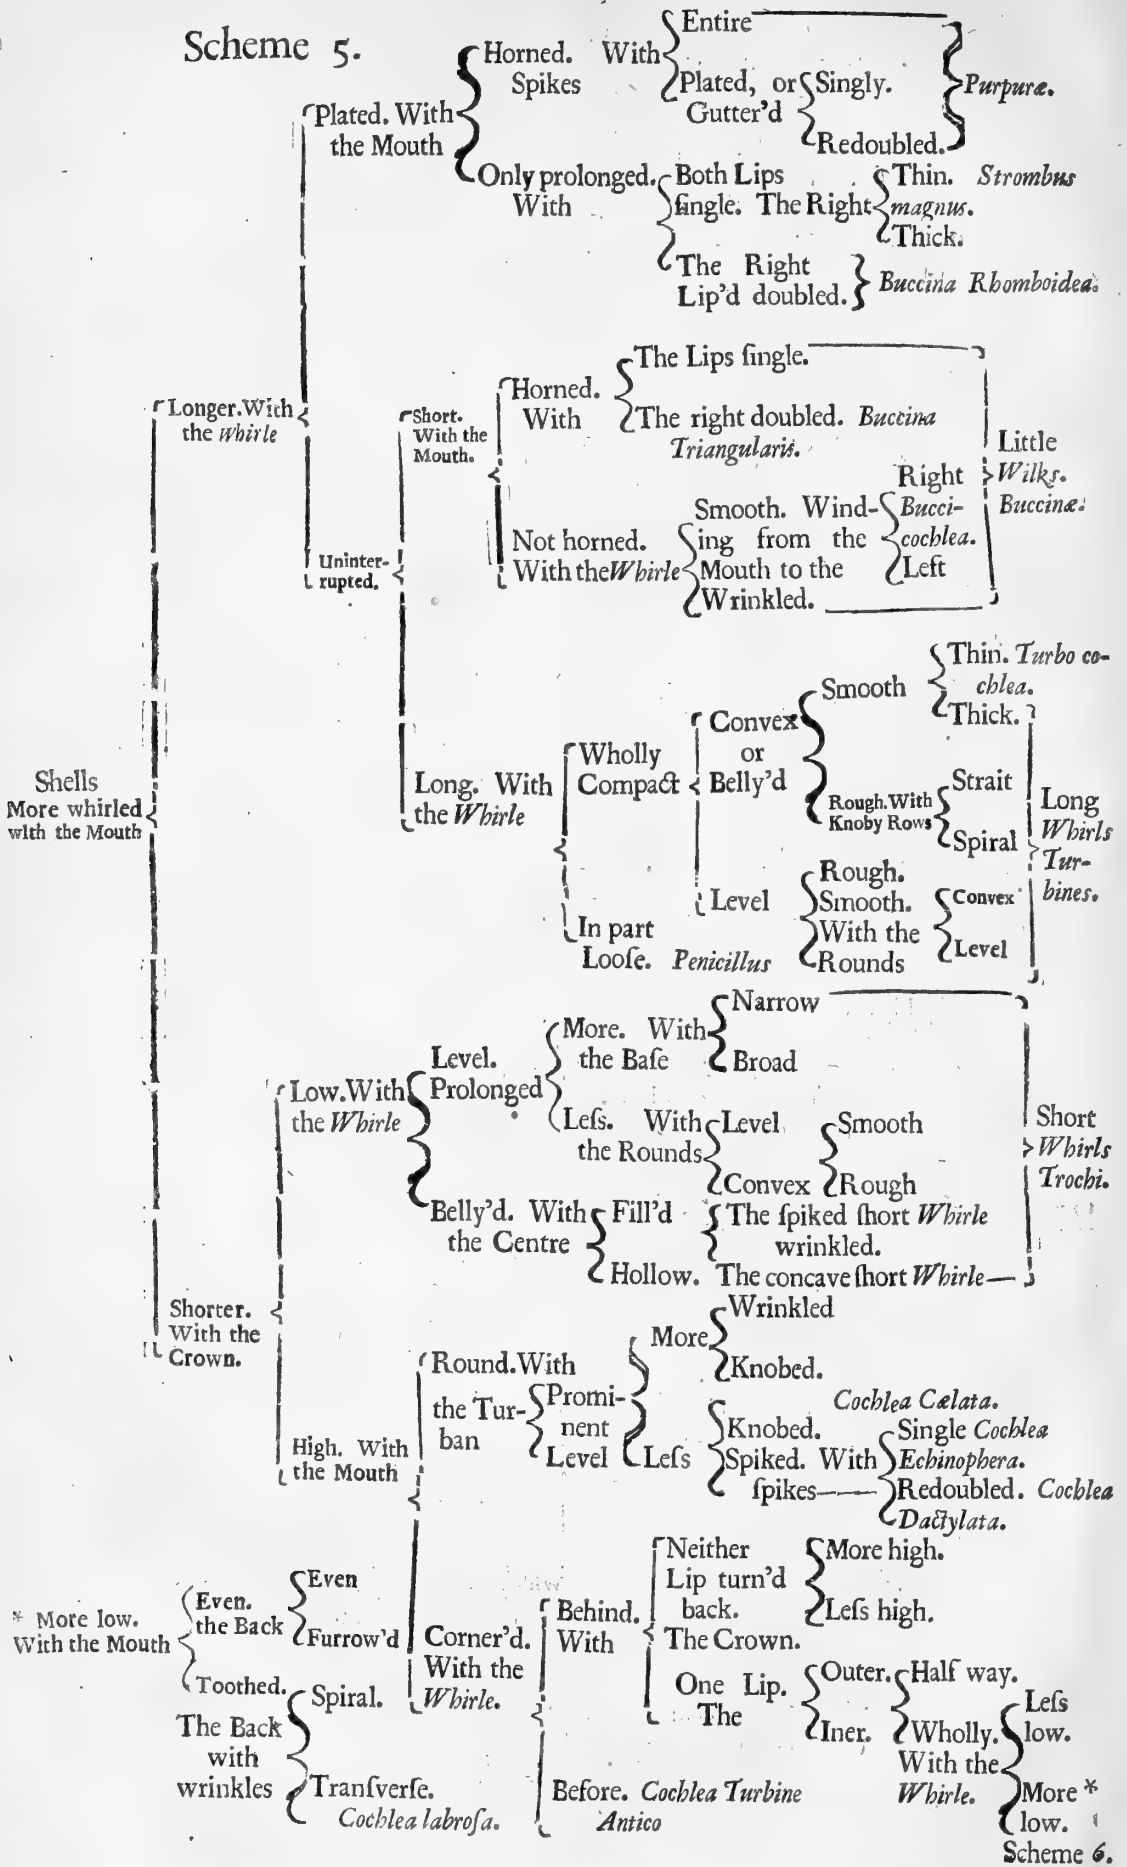 Scheme 5.
Entire
Horned. With
Spikes
Plated, or
Gutter'd
Singly.
Redoubled.
Purpuræ.
Plated. With
the Mouth
Only prolonged.
With
Both Lips
ſingle. The Right
Thin. Strombus
magnus.
Thick.
The Right
Lip'd doubled.
Buccina Rhomboidea.
Longer. With
the Whirle
The Lips ſingle.
Horned.
With
The right doubled. Buccina
Triangularis.
Short.
With the
Mouth.
Little
Wilks.
Buccinæ.
Not horned.
With the Whirle
Smooth. Wind-
ing from the
Mouth to the
Wrinkled.
Right
Bucci-
cochlea.
Left
Uninter-
rupted.
Thin. Turbo co-
chlea.
Thick.
Smooth
Convex
or
Belly'd
Wholly
Compact
Rough. With
Knoby Rows
Strait
Spiral
Long
Whirls
Tur-
bines.
Shells
More whirled
with the Mouth
Long. With
the Whirle
Level
Rough.
Smooth.
With the
Rounds
Convex
Level
In part
Looſe. Penicillus
Narrow
More. With
the Baſe
Broad
Level.
Prolonged
Low. With
the Whirle
Leſs. With
the Rounds
Level
Convex
Smooth
Rough
Short
Whirls
Trochi.
Belly'd. With
the Centre
Fill'd
The ſpiked ſhort Whirle
wrinkled.
Hollow. The concave ſhort Whirle
Shorter.
With the
Crown.
Wrinkled
More
Knobed.
Round. With
the Tur-
ban
Promi-
nent
Level
Cochlea Cælata.
Leſs
Knobed.
Spiked. With
ſpikes
Single Cochlea
Echinophera.
Redoubled. Cochlea
Dactylata.
High. With
the Mouth
Neither
Lip turn'd
back.
The Crown.
More high.
Leſs high.
Behind.
With
Corner'd.
With the
Whirle.
One Lip.
The
Outer.
Iner.
Half way.
Wholly.
With the
Whirle.
Leſs
low.
More *
low.
Before. Cochlea Turbine
Antico
* More low.
With the Mouth
Even.
the Back
Even
Furrow'd
Toothed.
The Back
with
wrinkles
Spiral.
Tranſverſe.
Cochlea labroſa.
Scheme 6.